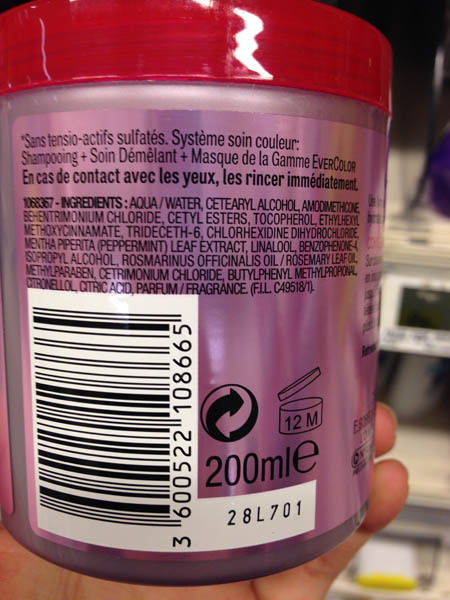 *Sans tensio-actifs sulfatés. Système soin couleur:
Shampooing + Soin Démêlant + Masque de la Gamme EVERCOLOR
En cas de contact avec les yeux, les rincer immédiatement.
1068367 - INGREDIENTS : AQUA / WATER, CETEARYL ALCOHOL, AMODIMETHICONE,
BEHENTRIMONIUM CHLORIDE, CETYL ESTERS, TOCOPHEROL, ETHYLHEXYL
METHOXYCINNAMATE, TRIDECETH-6, CHLORHEXIDINE DIHYDROCHLORIDE,
MENTHA PIPERITA (PEPPERMINT) LEAF EXTRACT, LINALOOL, BENZOPHENONE-4,
ISOPROPYL ALCOHOL, ROSMARINUS OFFICINALIS OIL / ROSEMARY LEAF OIL,
METHYLPARABEN, CETRIMONIUM CHLORIDE, BUTYLPHENYL METHYLPROPIONAL,
CITRONELLOL, CITRIC ACID, PARFUM / FRAGRANCE. (F.I.L. C49518/1).
3 600522 108665
12 M
200ml e
28L701